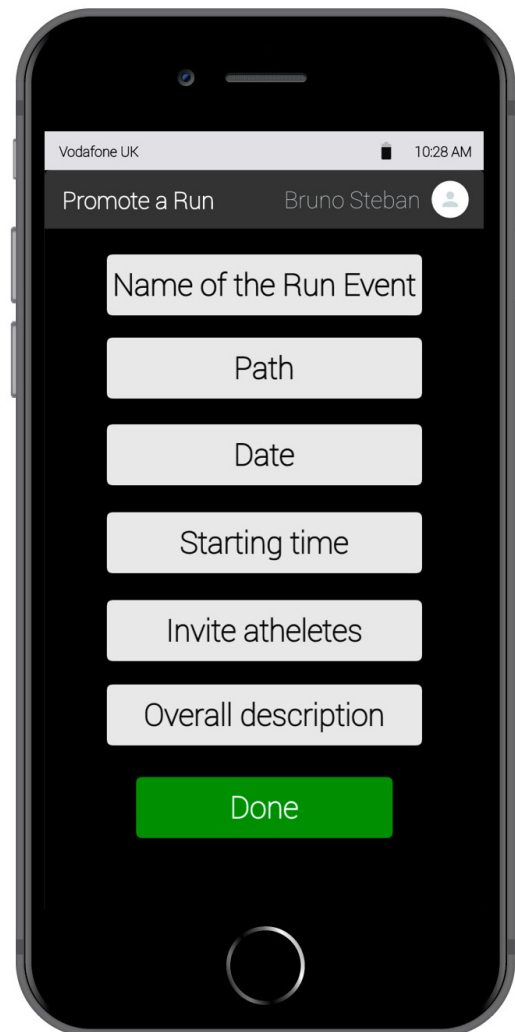 Vodafone UK 10:28 AM
Promote a Run Bruno Steban
Name of the Run Event
Path
Date
Starting time
Invite atheletes
Overall description
Done